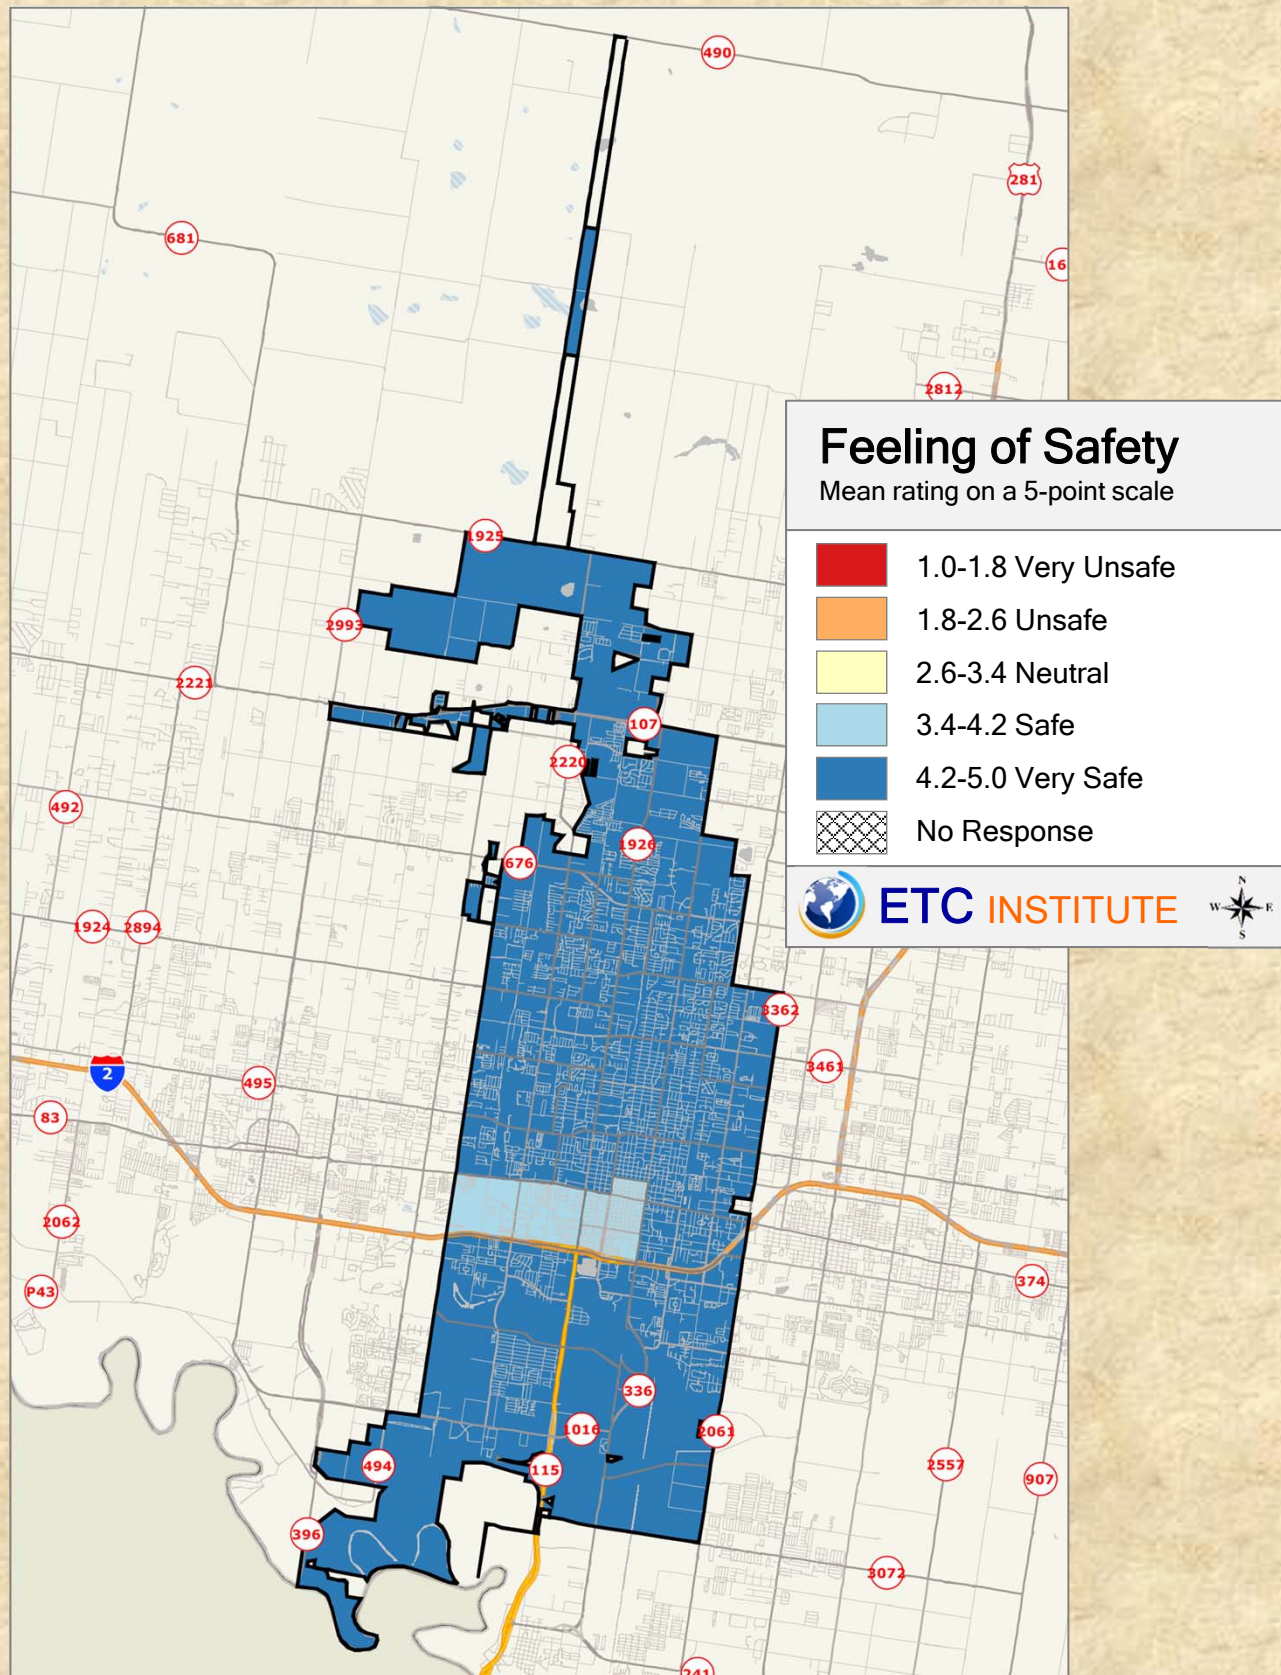 490
281
681
16
2812
Feeling of Safety
Mean rating on a 5-point scale
1.0-1.8 Very Unsafe
1.8-2.6 Unsafe
2.6-3.4 Neutral
3.4-4.2 Safe
4.2-5.0 Very Safe
No Response
ETC INSTITUTE
N
W E
S
1925
2993
2221
107
2220
492
1926
676
1924
2894
3362
3461
2
495
83
2062
P43
374
336
1016
2061
494
115
2557
907
396
3072
241